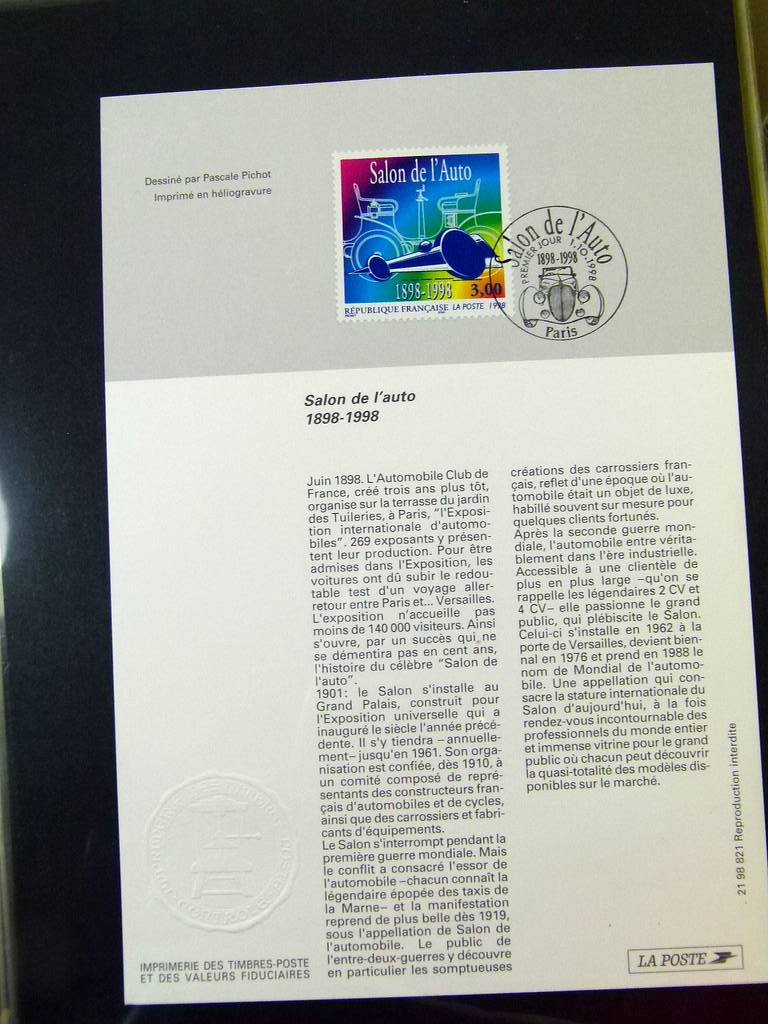 Dessiné par Pascale Pichot
Imprimé en héliogravure
Salon de l'Auto
1898-1998 3,00
RÉPUBLIQUE FRANÇAISE LA POSTE 1998
Salon de l'Auto
PREMIER JOUR 1.10.1998
1898-1998
Paris
Salon de l'auto
1898-1998
Juin 1898. L'Automobile Club de
France, créé trois ans plus tôt,
organise sur la terrasse du jardin
des Tuileries, à Paris, "l'Exposi-
tion internationale d'automo-
biles". 269 exposants y présen-
tent leur production. Pour être
admises dans l'Exposition, les
voitures ont dû subir le redou-
table test d'un voyage aller-
retour entre Paris et... Versailles.
L'exposition n'accueille pas
moins de 140 000 visiteurs. Ainsi
s'ouvre, par un succès qui ne
se démentira pas en cent ans,
l'histoire du célèbre "Salon de
l'auto".
1901: le Salon s'installe au
Grand Palais, construit pour
l'Exposition universelle qui a
inauguré le siècle l'année précé-
dente. Il s'y tiendra –annuelle-
ment– jusqu'en 1961. Son orga-
nisation est confiée, dès 1910, à
un comité composé de repré-
sentants des constructeurs fran-
çais d'automobiles et de cycles,
ainsi que des carrossiers et fabri-
cants d'équipements.
Le Salon s'interrompt pendant la
première guerre mondiale. Mais
le conflit a consacré l'essor de
l'automobile –chacun connaît la
légendaire épopée des taxis de
la Marne– et la manifestation
reprend de plus belle dès 1919,
sous l'appellation de Salon de
l'automobile. Le public de
l'entre-deux-guerres y découvre
en particulier les somptueuses
créations des carrossiers fran-
çais, reflet d'une époque où l'au-
tomobile était un objet de luxe,
habillé souvent sur mesure pour
quelques clients fortunés.
Après la seconde guerre mon-
diale, l'automobile entre vérita-
blement dans l'ère industrielle.
Accessible à une clientèle de
plus en plus large –qu'on se
rappelle les légendaires 2 CV et
4 CV– elle passionne le grand
public, qui plébiscite le Salon.
Celui-ci s'installe en 1962 à la
porte de Versailles, devient bien-
nal en 1976 et prend en 1988 le
nom de Mondial de l'automo-
bile. Une appellation qui con-
sacre la stature internationale du
Salon d'aujourd'hui, à la fois
rendez-vous incontournable des
professionnels du monde entier
et immense vitrine pour le grand
public où chacun peut découvrir
la quasi-totalité des modèles dis-
ponibles sur le marché.
21 98 821 Reproduction interdite
IMPRIMERIE DES TIMBRES-POSTE
ET DES VALEURS FIDUCIAIRES
LA POSTE